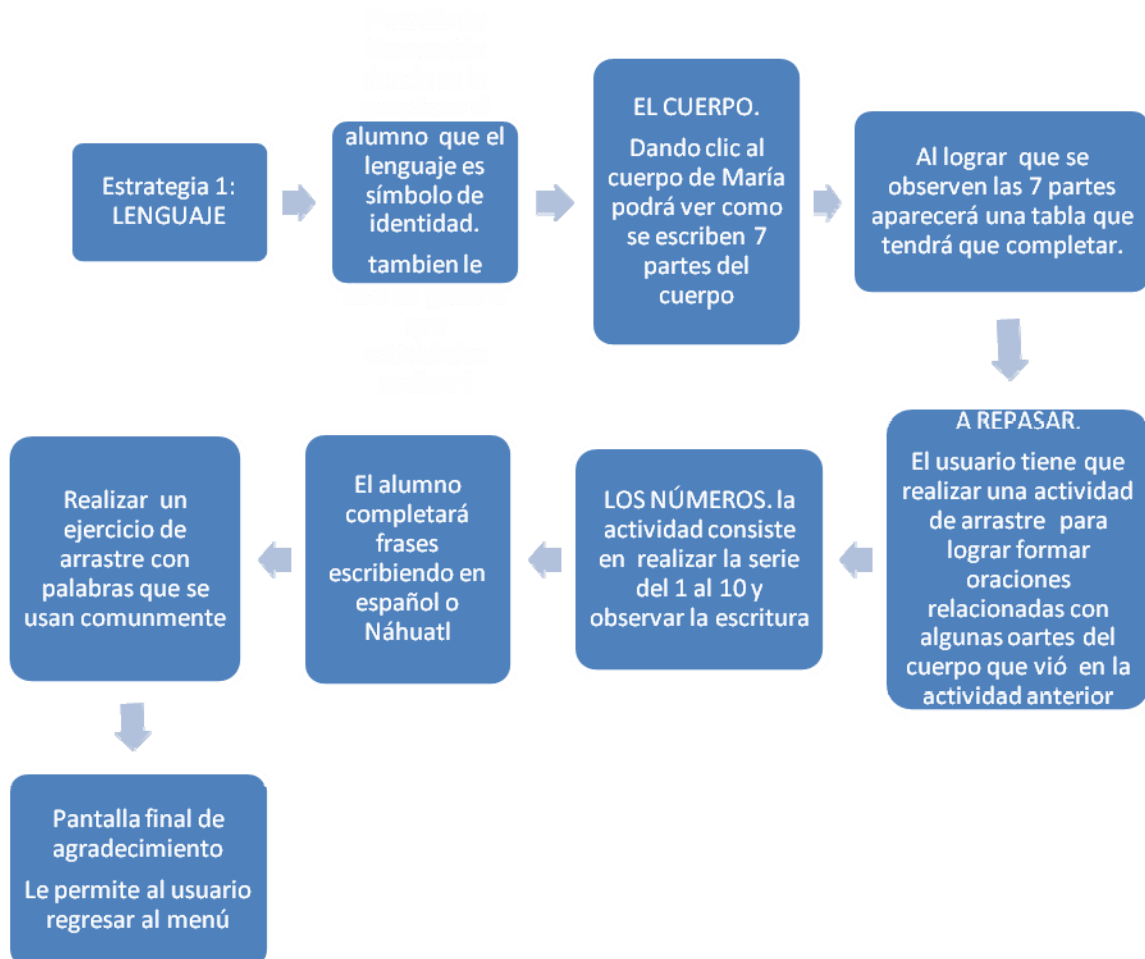 Estrategia 1:
LENGUAJE
alumno que el
lenguaje es
símbolo de
identidad.
tambien le
EL CUERPO.
Dando clic al
cuerpo de María
podrá ver como
se escriben 7
partes del
cuerpo
Al lograr que se
observen las 7 partes
aparecerá una tabla que
tendrá que completar.
A REPASAR.
El usuario tiene que
realizar una actividad
de arrastre para
lograr formar
oraciones
relacionadas con
algunas oartes del
cuerpo que vió en la
actividad anterior
LOS NÚMEROS. la
actividad consiste
en realizar la serie
del 1 al 10 y
observar la escritura
El alumno
completará
frases
escribiendo en
español o
Náhuatl
Realizar un
ejercicio de
arrastre con
palabras que se
usan comunmente
Pantalla final de
agradecimiento
Le permite al usuario
regresar al menú